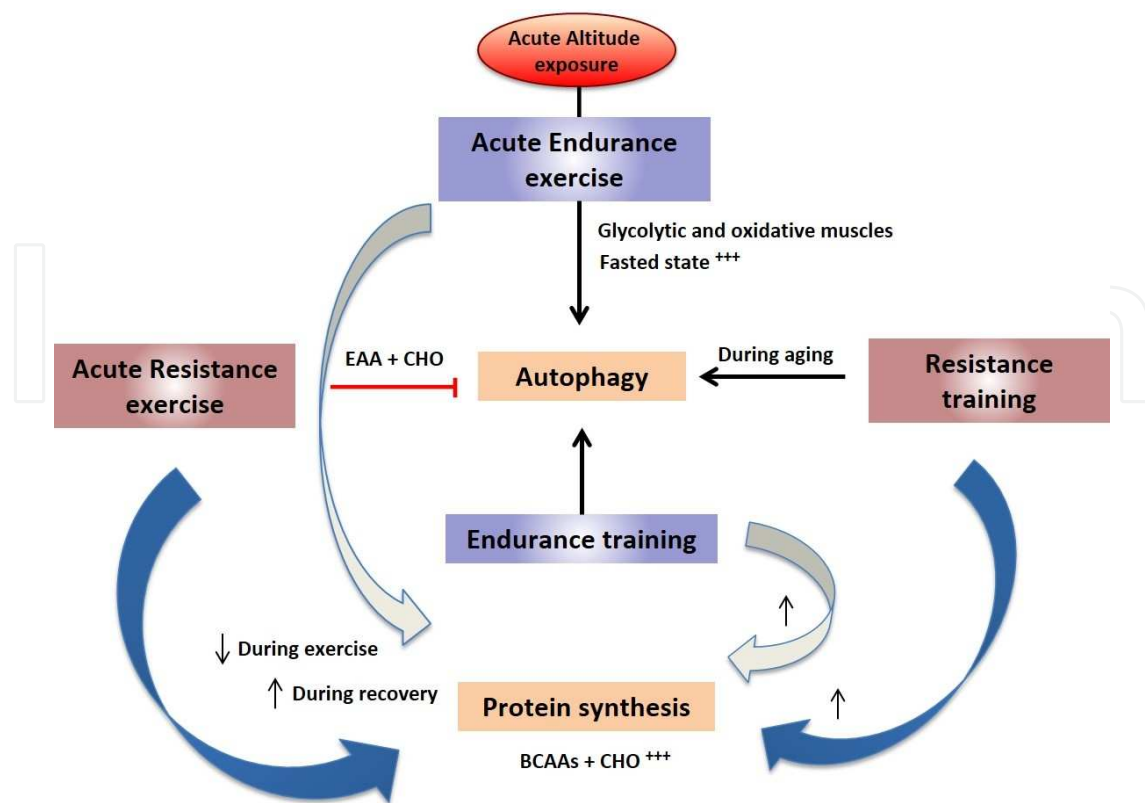 Acute Altitude
exposure
Acute Endurance
exercise
Glycolytic and oxidative muscles
Fasted state +++
Acute Resistance
exercise
EAA + CHO
Autophagy
During aging
Resistance
training
Endurance training
↑
↓ During exercise
↑ During recovery
Protein synthesis
↑
BCAAs + CHO +++